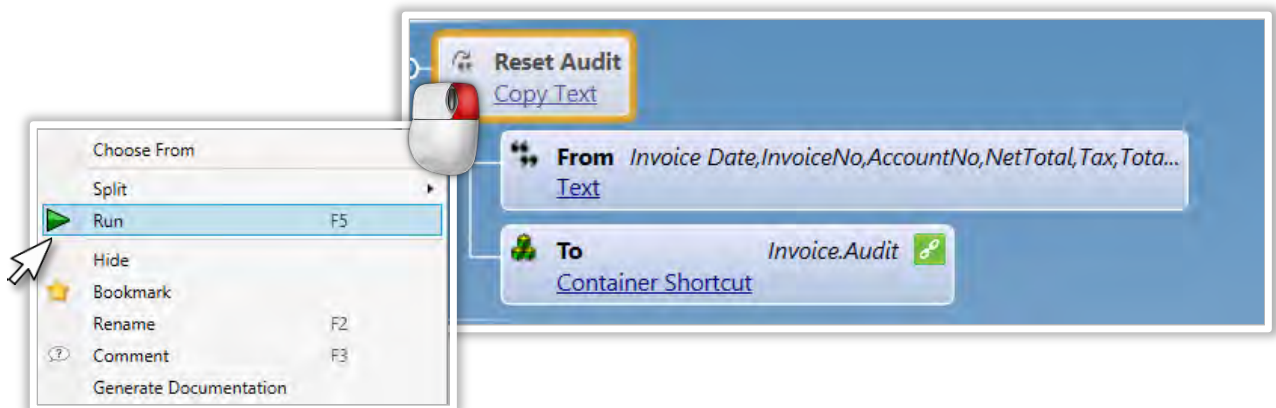 Reset Audit
Copy Text
From Invoice Date,InvoiceNo,AccountNo,NetTotal,Tax,Tota...
Text
To Invoice.Audit
Container Shortcut
Choose From
Split
Run F5
Hide
Bookmark
Rename F2
Comment F3
Generate Documentation